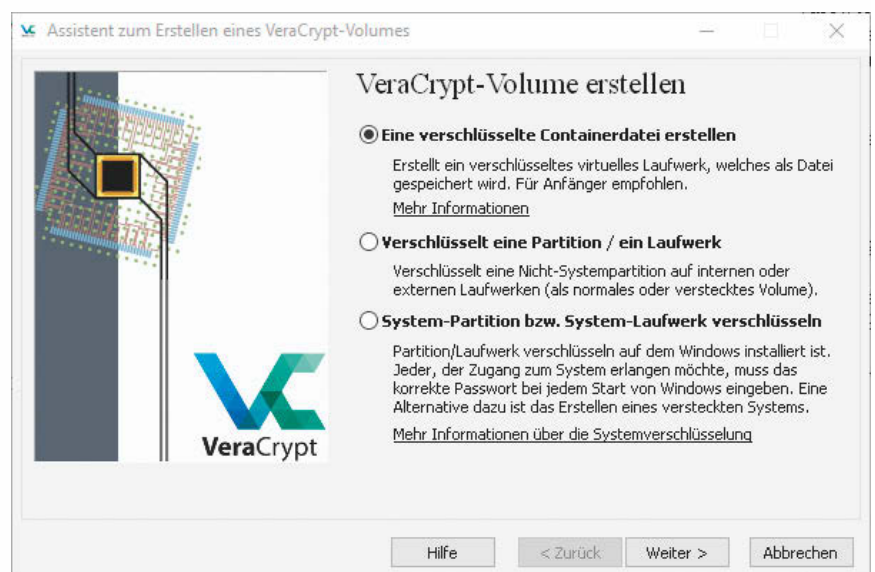 Assistent zum Erstellen eines VeraCrypt-Volumes
VeraCrypt-Volume erstellen
Eine verschlüsselte Containerdatei erstellen
Erstellt ein verschlüsseltes virtuelles Laufwerk, welches als Datei
gespeichert wird. Für Anfänger empfohlen.
Mehr Informationen
Verschlüsselt eine Partition / ein Laufwerk
Verschlüsselt eine Nicht-Systempartition auf internen oder
externen Laufwerken (als normales oder verstecktes Volume).
System-Partition bzw. System-Laufwerk verschlüsseln
Partition/Laufwerk verschlüsseln auf dem Windows installiert ist.
Jeder, der Zugang zum System erlangen möchte, muss das
korrekte Passwort bei jedem Start von Windows eingeben. Eine
Alternative dazu ist das Erstellen eines versteckten Systems.
Mehr Informationen über die Systemverschlüsselung
VeraCrypt
Hilfe
< Zurück
Weiter >
Abbrechen